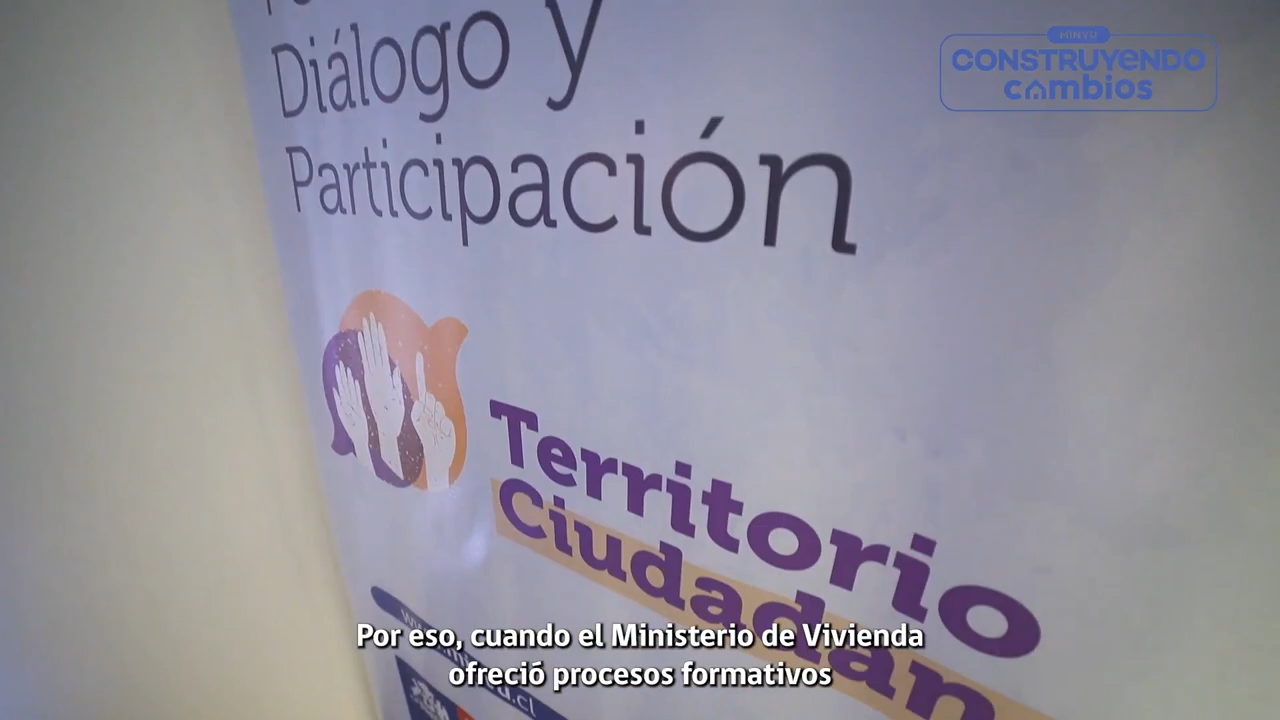 Diálogo y
Participación
MINVU
CONSTRUYENDO
cambios
Territorio
Ciudadan
Por eso, cuando el Ministerio de Vivienda
ofreció procesos formativos